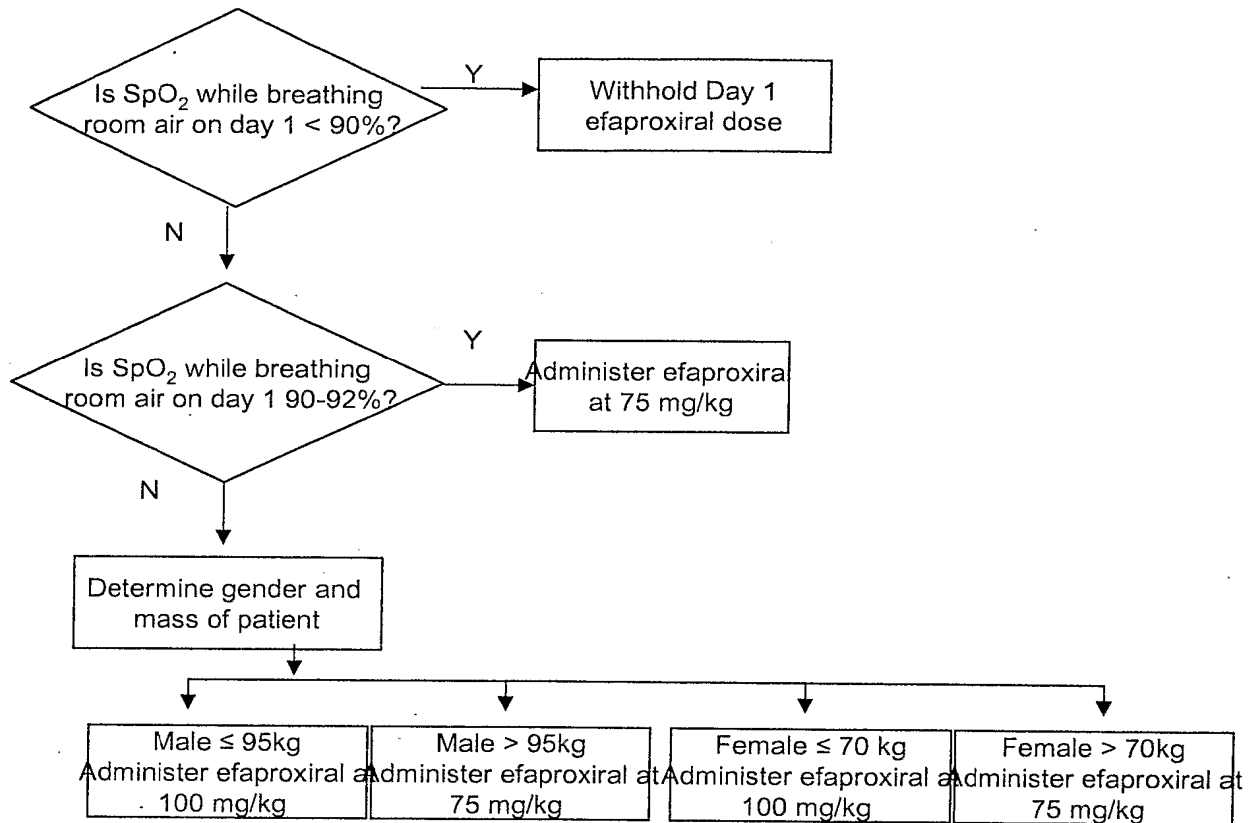 Is SpO₂ while breathing
room air on day 1 < 90%?
Y
Withhold Day 1
efaproxiral dose
N
Is SpO₂ while breathing
room air on day 1 90-92%?
Y
Administer efaproxira
at 75 mg/kg
N
Determine gender and
mass of patient
Male ≤ 95kg
Administer efaproxiral a
100 mg/kg
Male > 95kg
Administer efaproxiral at
75 mg/kg
Female ≤ 70 kg
Administer efaproxiral a
100 mg/kg
Female > 70kg
Administer efaproxiral at
75 mg/kg